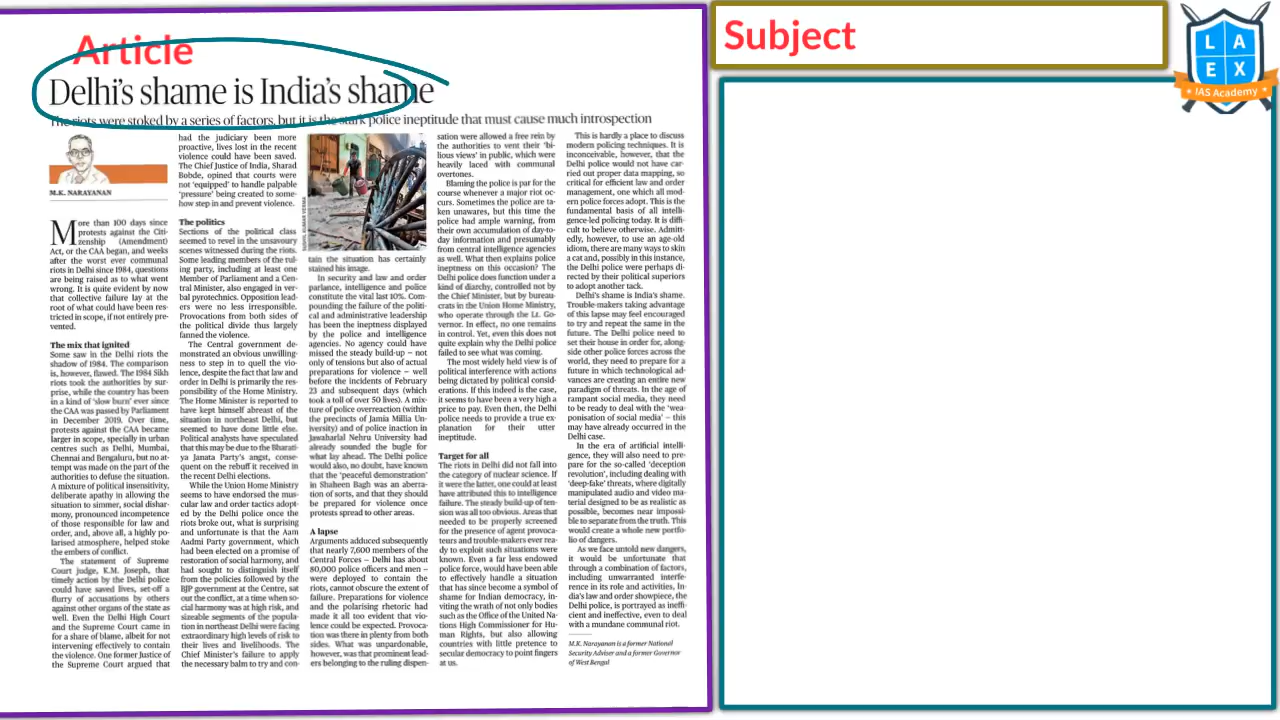 Article
Delhi's shame is India's shame
The riots were stoked by a series of factors, but it is the stark police ineptitude that must cause much introspection
M.K. NARAYANAN
More than 100 days since
protests against the Citi-
zenship (Amendment)
Act, or the CAA began, and weeks
after the worst ever communal
riots in Delhi since 1984, questions
are being raised as to what went
wrong. It is quite evident by now
that collective failure lay at the
root of what could have been res-
tricted in scope, if not entirely pre-
vented.
The mix that ignited
Some saw in the Delhi riots the
shadow of 1984. The comparison
is, however, flawed. The 1984 Sikh
riots took the authorities by sur-
prise, while the country has been
in a kind of 'slow burn' ever since
the CAA was passed by Parliament
in December 2019. Over time,
protests against the CAA became
larger in scope, specially in urban
centres such as Delhi, Mumbai,
Chennai and Bengaluru, but no at-
tempt was made on the part of the
authorities to defuse the situation.
A mixture of political insensitivity,
deliberate apathy in allowing the
situation to simmer, social dishar-
mony, pronounced incompetence
of those responsible for law and
order, and, above all, a highly po-
larised atmosphere, helped stoke
the embers of conflict.
The statement of Supreme
Court judge, K.M. Joseph, that
timely action by the Delhi police
could have saved lives, set-off a
flurry of accusations by others
against other organs of the state as
well. Even the Delhi High Court
and the Supreme Court came in
for a share of blame, albeit for not
intervening effectively to contain
the violence. One former Justice of
the Supreme Court argued that
had the judiciary been more
proactive, lives lost in the recent
violence could have been saved.
The Chief Justice of India, Sharad
Bobde, opined that courts were
not 'equipped' to handle palpable
'pressure' being created to some-
how step in and prevent violence.
The politics
Sections of the political class
seemed to revel in the unsavoury
scenes witnessed during the riots.
Some leading members of the rul-
ing party, including at least one
Member of Parliament and a Cen-
tral Minister, also engaged in ver-
bal pyrotechnics. Opposition lead-
ers were no less irresponsible.
Provocations from both sides of
the political divide thus largely
fanned the violence.
The Central government de-
monstrated an obvious unwilling-
ness to step in to quell the vio-
lence, despite the fact that law and
order in Delhi is primarily the res-
ponsibility of the Home Ministry.
The Home Minister is reported to
have kept himself abreast of the
situation in northeast Delhi, but
seemed to have done little else.
Political analysts have speculated
that this may be due to the Bharati-
ya Janata Party's angst, conse-
quent on the rebuff it received in
the recent Delhi elections.
While the Union Home Ministry
seems to have endorsed the mus-
cular law and order tactics adopt-
ed by the Delhi police once the
riots broke out, what is surprising
and unfortunate is that the Aam
Aadmi Party government, which
had been elected on a promise of
restoration of social harmony, and
had sought to distinguish itself
from the policies followed by the
BJP government at the Centre, sat
out the conflict, at a time when so-
cial harmony was at high risk, and
sizeable segments of the popula-
tion in northeast Delhi were facing
extraordinary high levels of risk to
their lives and livelihoods. The
Chief Minister's failure to apply
the necessary balm to try and con-
SUSHIL KUMAR VERMA
tain the situation has certainly
stained his image.
In security and law and order
parlance, intelligence and police
constitute the vital last 10%. Com-
pounding the failure of the politi-
cal and administrative leadership
has been the ineptness displayed
by the police and intelligence
agencies. No agency could have
missed the steady build-up – not
only of tensions but also of actual
preparations for violence – well
before the incidents of February
23 and subsequent days (which
took a toll of over 50 lives). A mix-
ture of police overreaction (within
the precincts of Jamia Millia Un-
iversity) and of police inaction in
Jawaharlal Nehru University had
already sounded the bugle for
what lay ahead. The Delhi police
would also, no doubt, have known
that the 'peaceful demonstration'
in Shaheen Bagh was an aberra-
tion of sorts, and that they should
be prepared for violence once
protests spread to other areas.
A lapse
Arguments adduced subsequently
that nearly 7,600 members of the
Central Forces – Delhi has about
80,000 police officers and men –
were deployed to contain the
riots, cannot obscure the extent of
failure. Preparations for violence
and the polarising rhetoric had
made it all too evident that vio-
lence could be expected. Provoca-
tion was there in plenty from both
sides. What was unpardonable,
however, was that prominent lead-
ers belonging to the ruling dispen-
sation were allowed a free rein by
the authorities to vent their 'bi-
lious views' in public, which were
heavily laced with communal
overtones.
Blaming the police is par for the
course whenever a major riot oc-
curs. Sometimes the police are ta-
ken unawares, but this time the
police had ample warning, from
their own accumulation of day-to-
day information and presumably
from central intelligence agencies
as well. What then explains police
ineptness on this occasion? The
Delhi police does function under a
kind of diarchy, controlled not by
the Chief Minister, but by bureau-
crats in the Union Home Ministry,
who operate through the Lt. Go-
vernor. In effect, no one remains
in control. Yet, even this does not
quite explain why the Delhi police
failed to see what was coming.
The most widely held view is of
political interference with actions
being dictated by political consid-
erations. If this indeed is the case,
it seems to have been a very high a
price to pay. Even then, the Delhi
police needs to provide a true ex-
planation for their utter
ineptitude.
Target for all
The riots in Delhi did not fall into
the category of nuclear science. If
it were the latter, one could at least
have attributed this to intelligence
failure. The steady build-up of ten-
sion was all too obvious. Areas that
needed to be properly screened
for the presence of agent provoca-
teurs and trouble-makers ever rea-
dy to exploit such situations were
known. Even a far less endowed
police force, would have been able
to effectively handle a situation
that has since become a symbol of
shame for Indian democracy, in-
viting the wrath of not only bodies
such as the Office of the United Na-
tions High Commissioner for Hu-
man Rights, but also allowing
countries with little pretence to
secular democracy to point fingers
at us.
This is hardly a place to discuss
modern policing techniques. It is
inconceivable, however, that the
Delhi police would not have car-
ried out proper data mapping, so
critical for efficient law and order
management, one which all mod-
ern police forces adopt. This is the
fundamental basis of all intelli-
gence-led policing today. It is diffi-
cult to believe otherwise. Admitt-
edly, however, to use an age-old
idiom, there are many ways to skin
a cat and, possibly in this instance,
the Delhi police were perhaps di-
rected by their political superiors
to adopt another tack.
Delhi's shame is India's shame.
Trouble-makers taking advantage
of this lapse may feel encouraged
to try and repeat the same in the
future. The Delhi police need to
set their house in order for, along-
side other police forces across the
world, they need to prepare for a
future in which technological ad-
vances are creating an entire new
paradigm of threats. In the age of
rampant social media, they need
to be ready to deal with the 'wea-
ponisation of social media' – this
may have already occurred in the
Delhi case.
In the era of artificial intelli-
gence, they will also need to pre-
pare for the so-called 'deception
revolution', including dealing with
'deep-fake' threats, where digitally
manipulated audio and video ma-
terial designed to be as realistic as
possible, becomes near impossi-
ble to separate from the truth. This
would create a whole new portfo-
lio of dangers.
As we face untold new dangers,
it would be unfortunate that
through a combination of factors,
including unwarranted interfe-
rence in its role and activities, In-
dia's law and order showpiece, the
Delhi police, is portrayed as ineffi-
cient and ineffective, even to deal
with a mundane communal riot.
M.K. Narayanan is a former National
Security Adviser and a former Governor
of West Bengal
Subject
L A
E X
IAS Academy